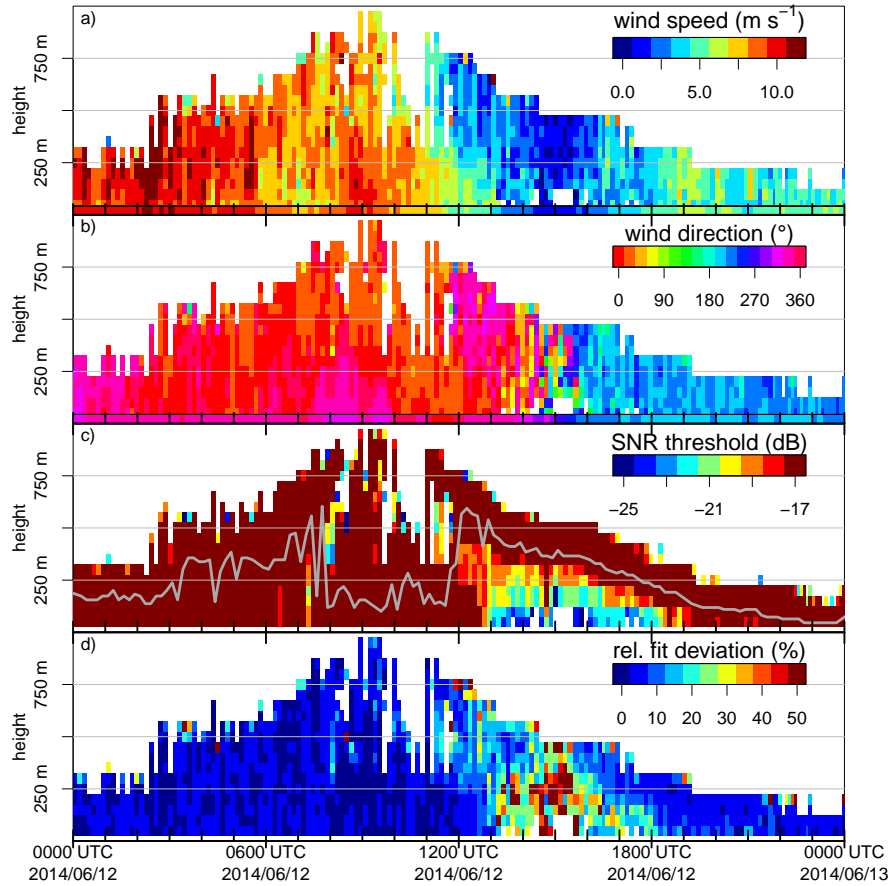 a)
wind speed (m s⁻¹)
0.0 5.0 10.0
750 m
250 m
height
b)
wind direction (°)
0 90 180 270 360
750 m
250 m
height
c)
SNR threshold (dB)
−25 −21 −17
750 m
250 m
height
d)
rel. fit deviation (%)
0 10 20 30 40 50
750 m
250 m
height
0000 UTC 0600 UTC 1200 UTC 1800 UTC 0000 UTC
2014/06/12 2014/06/12 2014/06/12 2014/06/12 2014/06/13